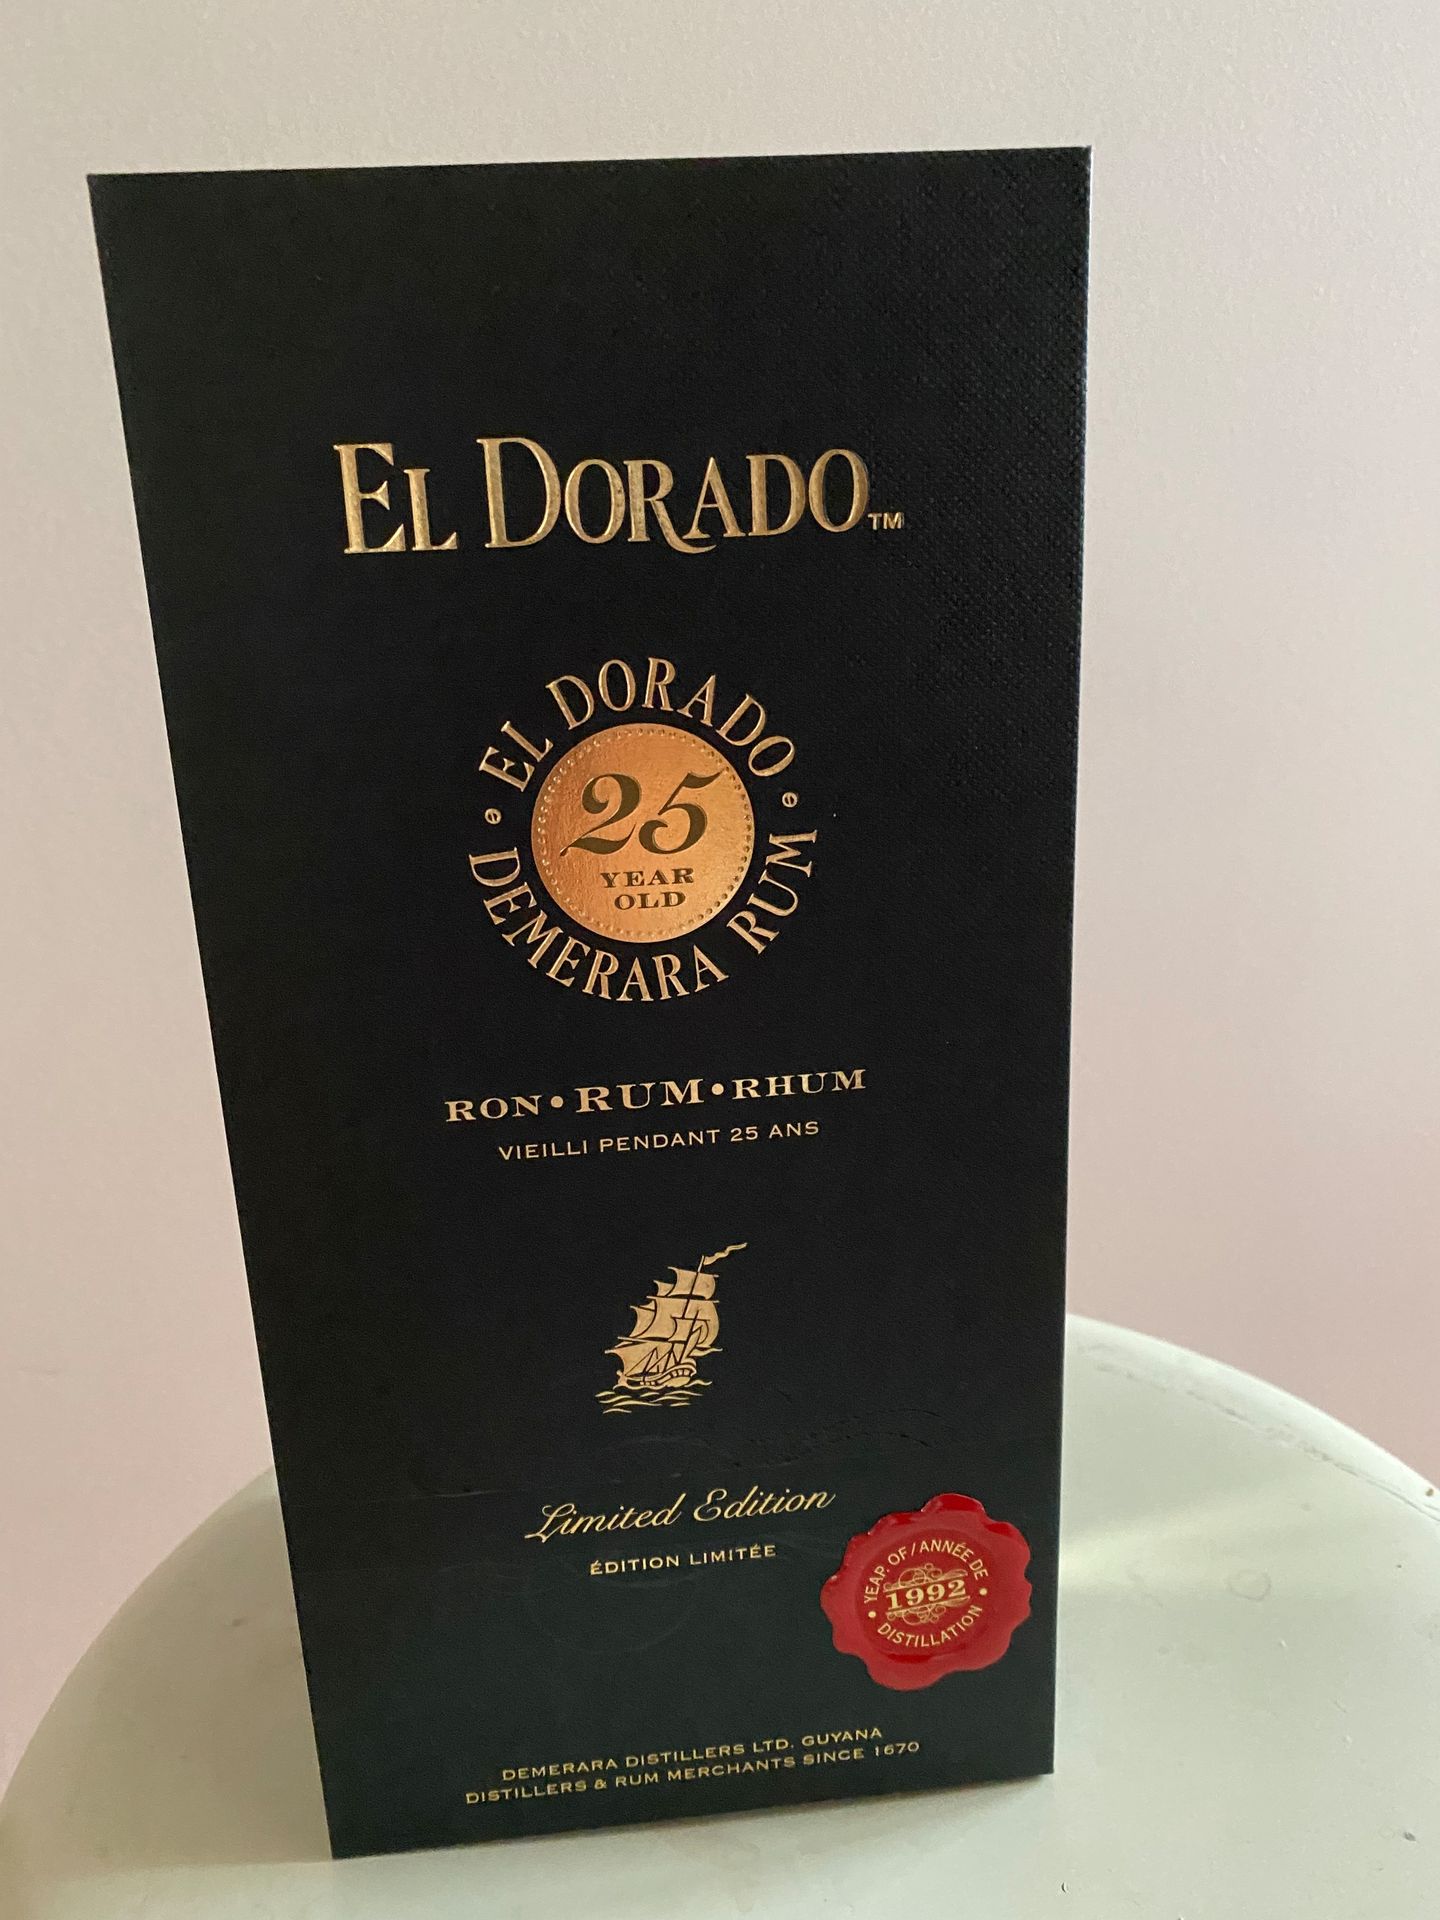 EL DORADO™
EL DORADO
25
YEAR
OLD
DEMERARA RUM
RON•RUM•RHUM
VIEILLI PENDANT 25 ANS
Limited Edition
ÉDITION LIMITÉE
YEAR OF/ANNÉE DE
1992
DISTILLATION
DEMERARA DISTILLERS LTD. GUYANA
DISTILLERS & RUM MERCHANTS SINCE 1670